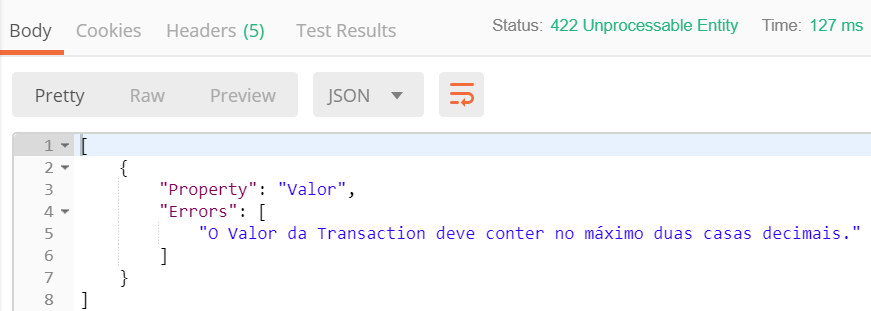 Body Cookies Headers (5) Test Results Status: 422 Unprocessable Entity Time: 127 ms
Pretty Raw Preview JSON
1 [
2 {
3 "Property": "Valor",
4 "Errors": [
5 "O Valor da Transaction deve conter no máximo duas casas decimais."
6 ]
7 }
8 ]